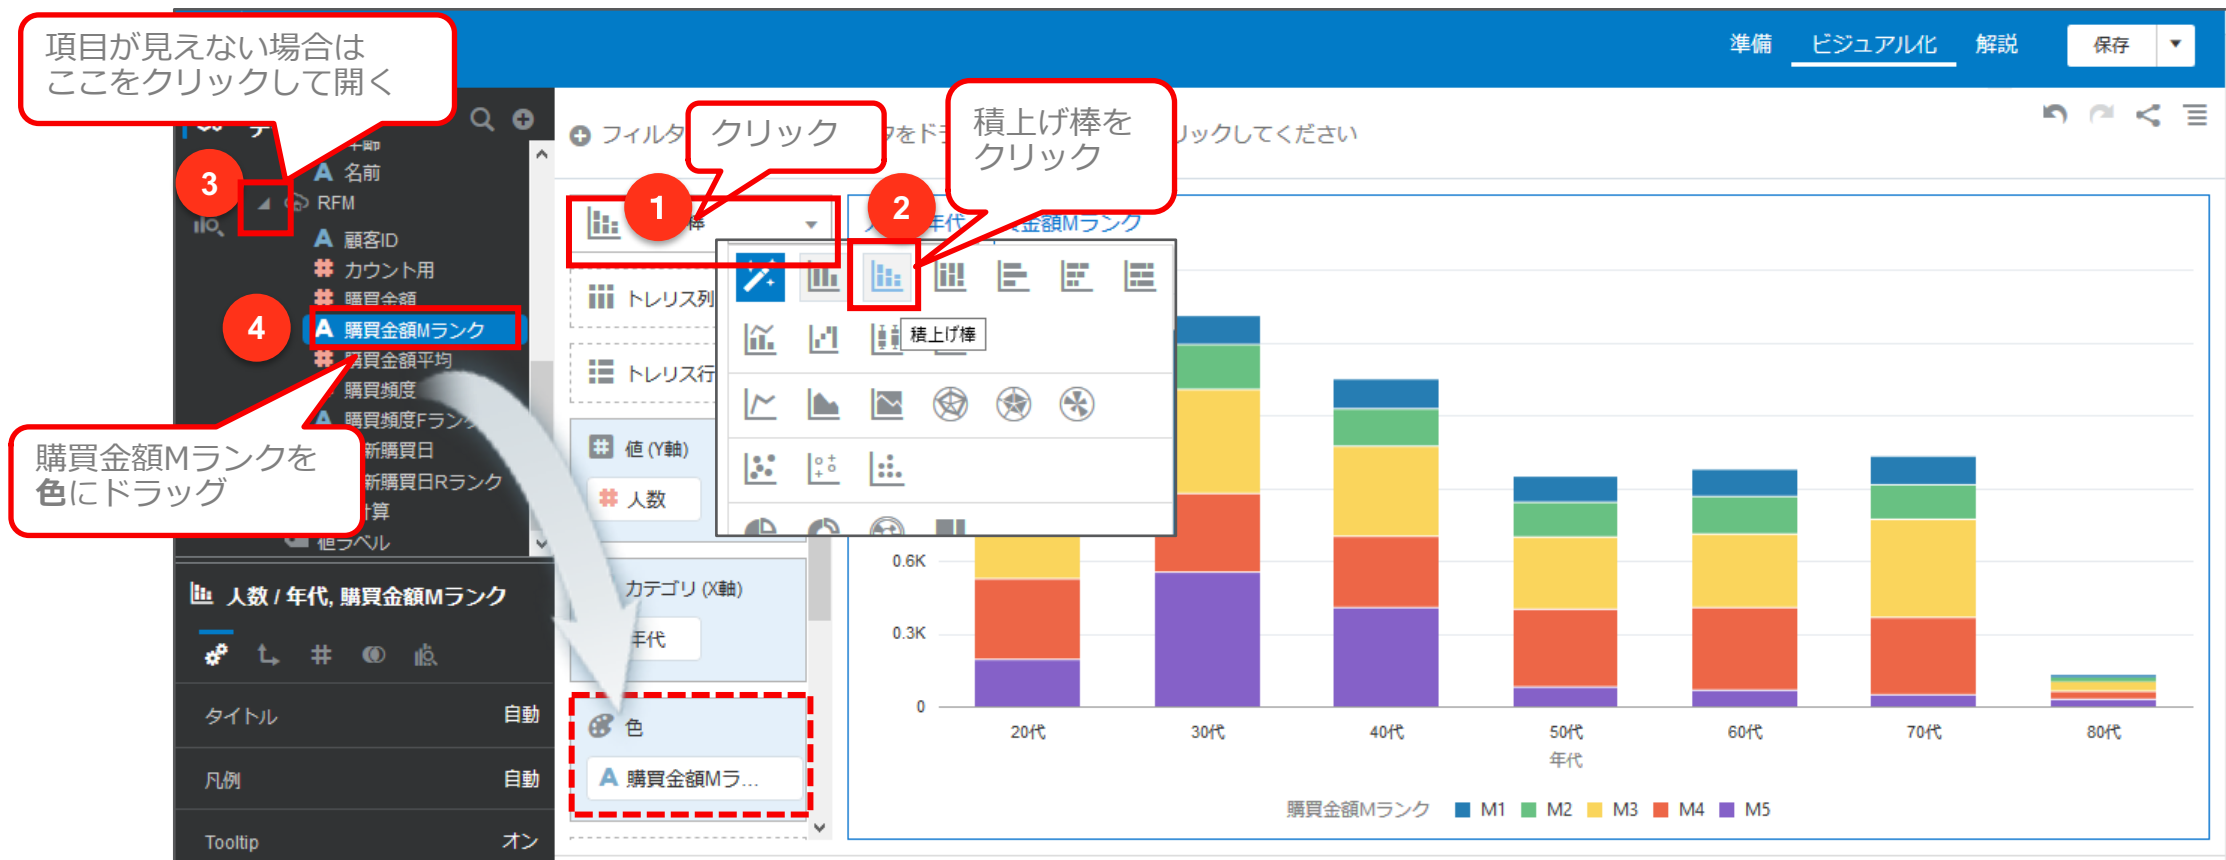 項目が見えない場合は
ここをクリックして開く
準備
ビジュアル化
解説
保存
クリック
積上げ棒を
クリック
フィルタ
リックしてください
名前
3
RFM
1
棒
2
年代
金額Mランク
顧客ID
カウント用
購買金額
トレリス列
4
購買金額Mランク
積上げ棒
購買金額平均
トレリス行
購買頻度
購買頻度Fランク
購買金額Mランクを
色にドラッグ
新購買日
新購買日Rランク
算
値ラベル
値 (Y軸)
人数
カテゴリ (X軸)
年代
色
購買金額Mラ...
人数 / 年代, 購買金額Mランク
タイトル
自動
凡例
自動
Tooltip
オン
0.6K
0.3K
0
20代
30代
40代
50代
60代
70代
80代
年代
購買金額Mランク
M1
M2
M3
M4
M5